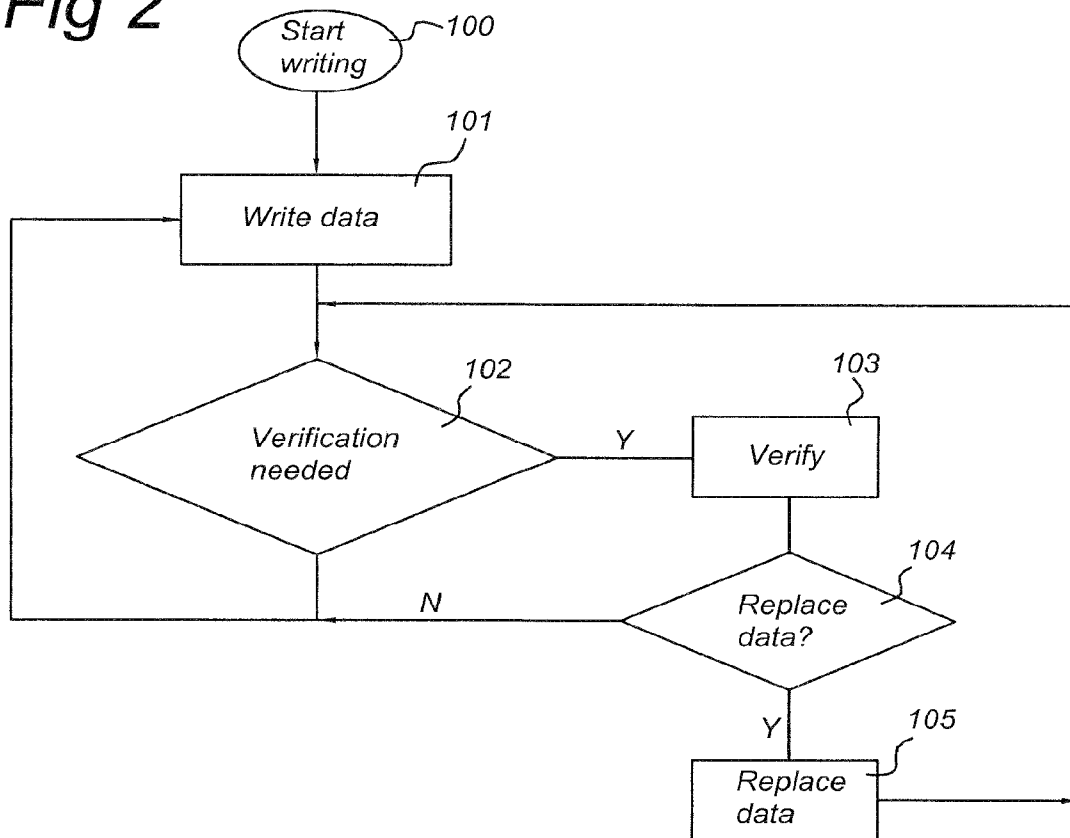 Fig 2
Start
writing
100
101
Write data
102
Verification
needed
Y
103
Verify
104
Replace
data?
N
Y
105
Replace
data